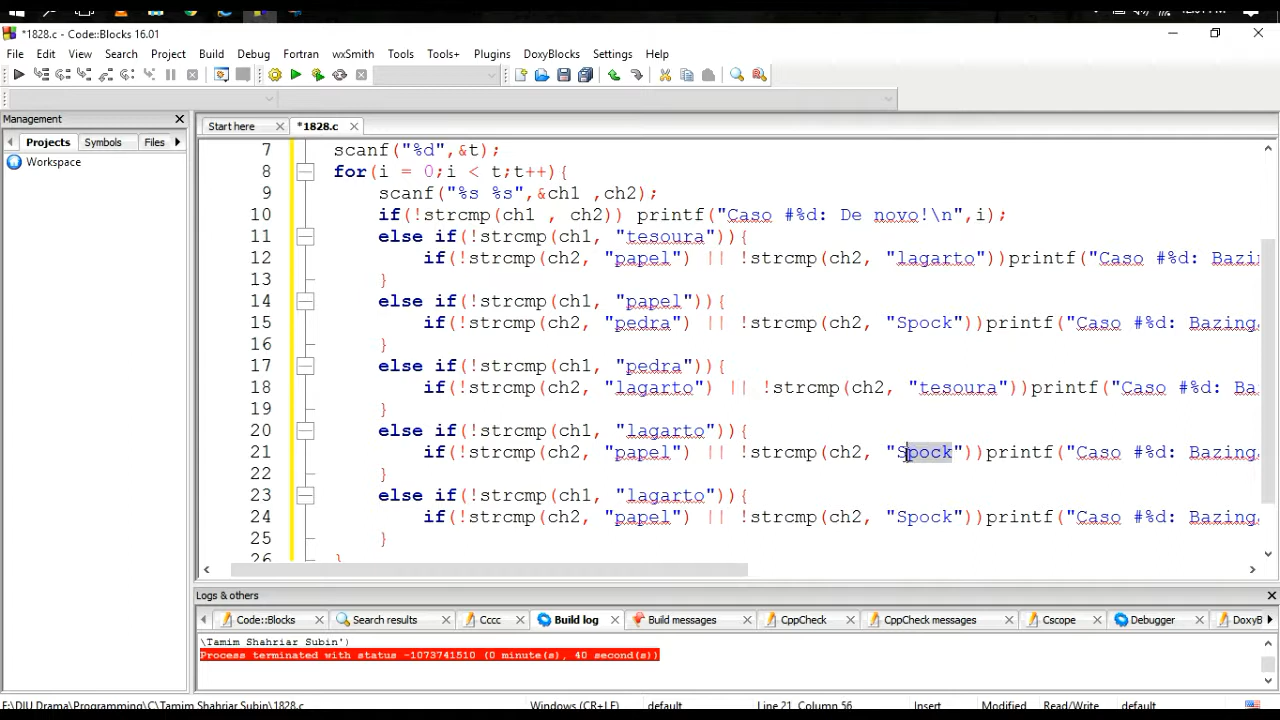 *1828.c - Code::Blocks 16.01
File Edit View Search Project Build Debug Fortran wxSmith Tools Tools+ Plugins DoxyBlocks Settings Help
Management
Start here *1828.c
Projects Symbols Files
Workspace
7 scanf("%d",&t);
8 for(i = 0;i < t;t++){
9 scanf("%s %s",&ch1 ,ch2);
10 if(!strcmp(ch1 , ch2)) printf("Caso #%d: De novo!\n",i);
11 else if(!strcmp(ch1, "tesoura")){
12 if(!strcmp(ch2, "papel") || !strcmp(ch2, "lagarto"))printf("Caso #%d: Bazi
13 }
14 else if(!strcmp(ch1, "papel")){
15 if(!strcmp(ch2, "pedra") || !strcmp(ch2, "Spock"))printf("Caso #%d: Bazing
16 }
17 else if(!strcmp(ch1, "pedra")){
18 if(!strcmp(ch2, "lagarto") || !strcmp(ch2, "tesoura"))printf("Caso #%d: Ba
19 }
20 else if(!strcmp(ch1, "lagarto")){
21 if(!strcmp(ch2, "papel") || !strcmp(ch2, "Spock"))printf("Caso #%d: Bazing
22 }
23 else if(!strcmp(ch1, "lagarto")){
24 if(!strcmp(ch2, "papel") || !strcmp(ch2, "Spock"))printf("Caso #%d: Bazing
25 }
26 }
Logs & others
Code::Blocks Search results Cccc Build log Build messages CppCheck CppCheck messages Cscope Debugger DoxyB
\Tamim Shahriar Subin')
Process terminated with status -1073741510 (0 minute(s), 40 second(s))
E:\DIU Drama\Programming\C\Tamim Shahriar Subin\1828.c Windows (CR+LF) default Line 21, Column 56 Insert Modified Read/Write default